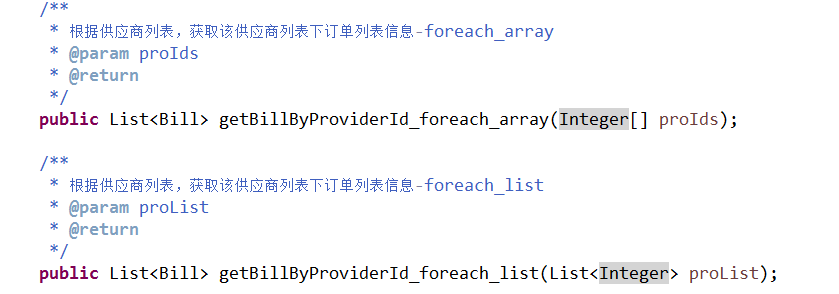 /**
 * 根据供应商列表，获取该供应商列表下订单列表信息-foreach_array
 * @param proIds
 * @return
 */
public List<Bill> getBillByProviderId_foreach_array(Integer[] proIds);
/**
 * 根据供应商列表，获取该供应商列表下订单列表信息-foreach_list
 * @param proList
 * @return
 */
public List<Bill> getBillByProviderId_foreach_list(List<Integer> proList);